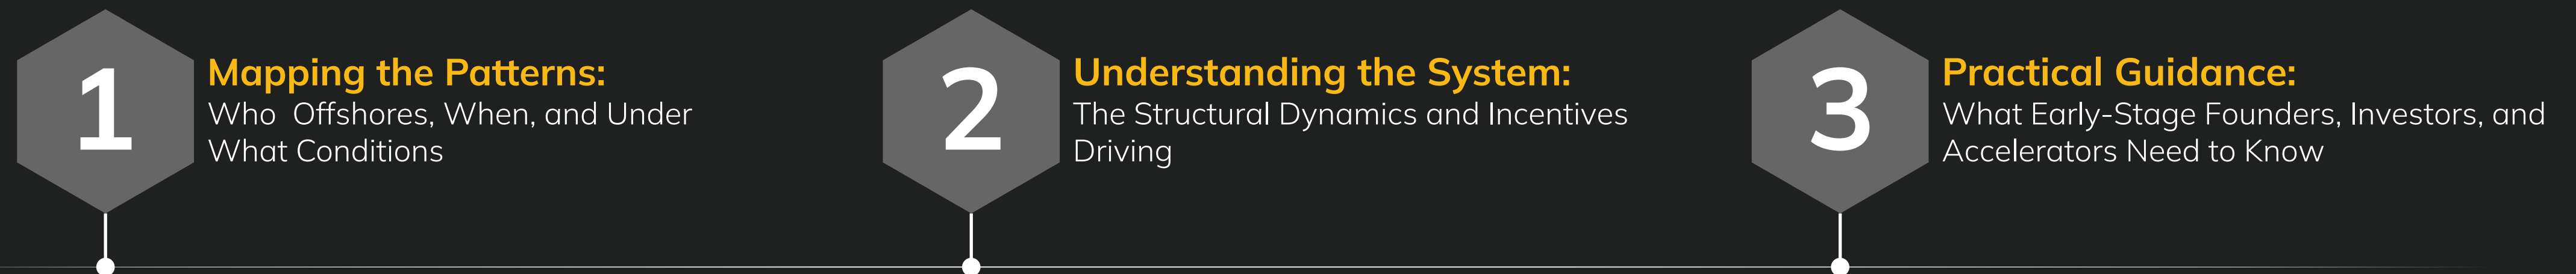 1
Mapping the Patterns:
Who  Offshores, When, and Under
What Conditions
2
Understanding the System:
The Structural Dynamics and Incentives
Driving
3
Practical Guidance:
What Early-Stage Founders, Investors, and
Accelerators Need to Know